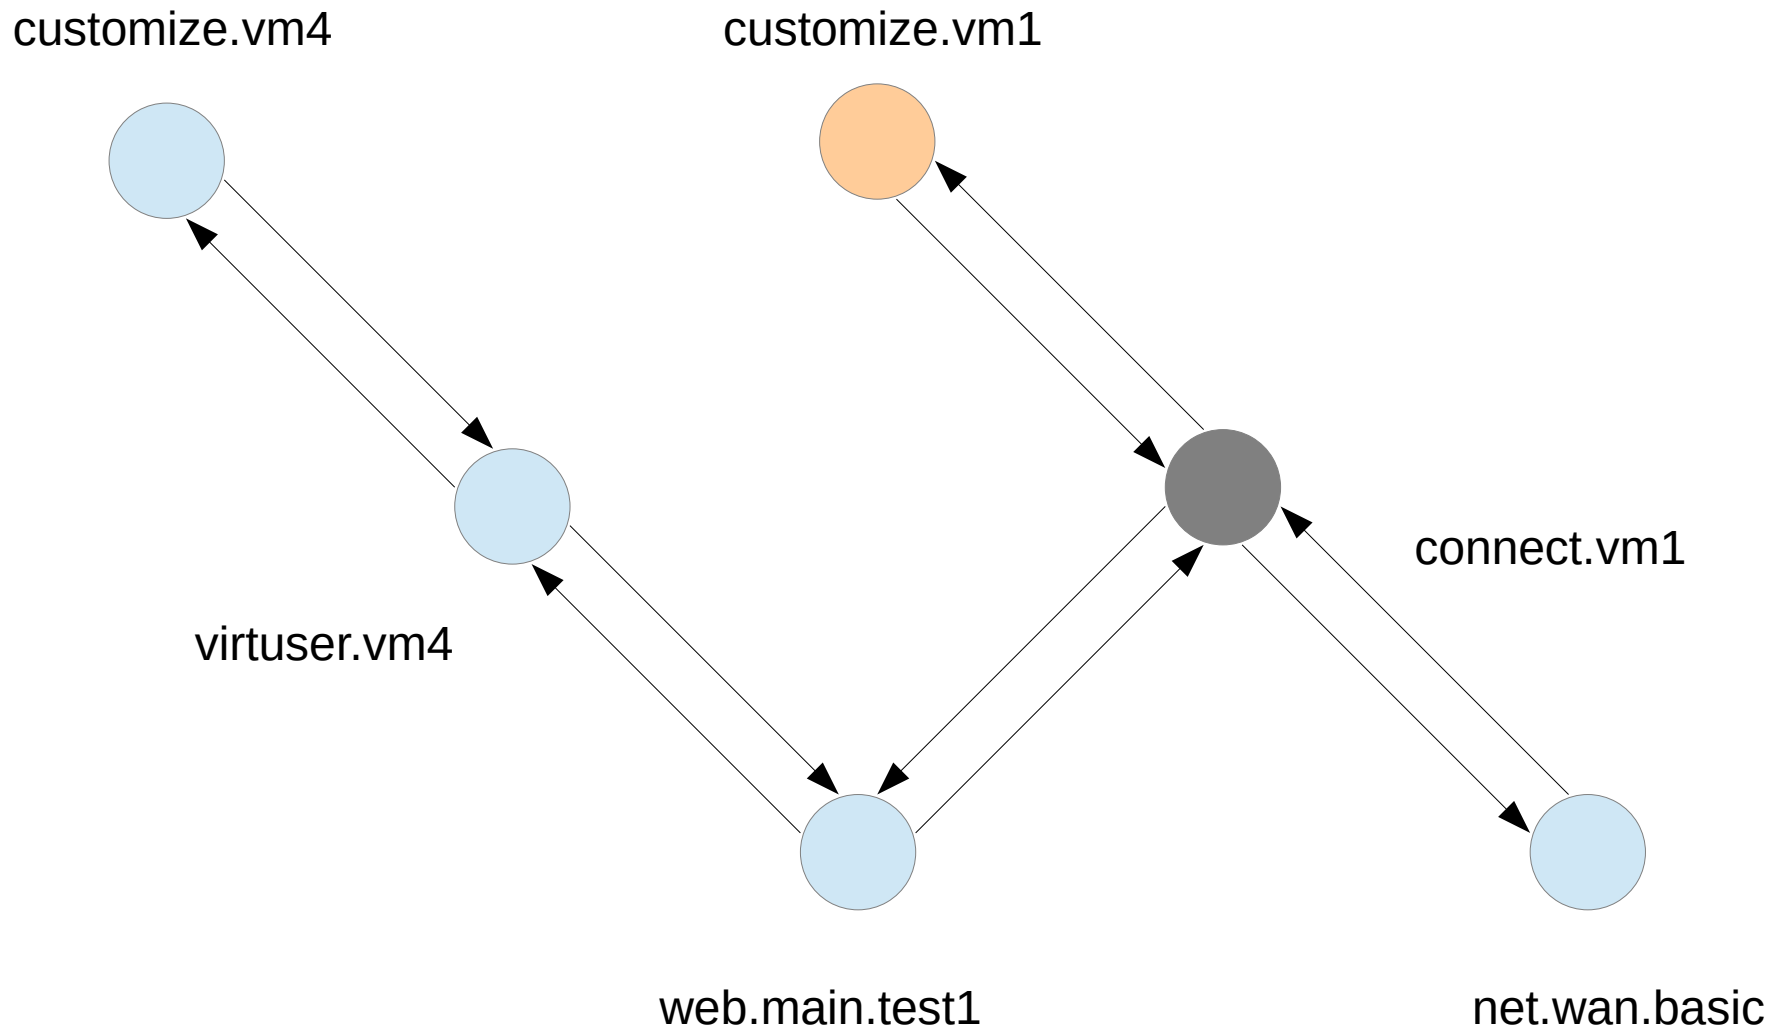 customize.vm4
customize.vm1
connect.vm1
virtuser.vm4
web.main.test1
net.wan.basic